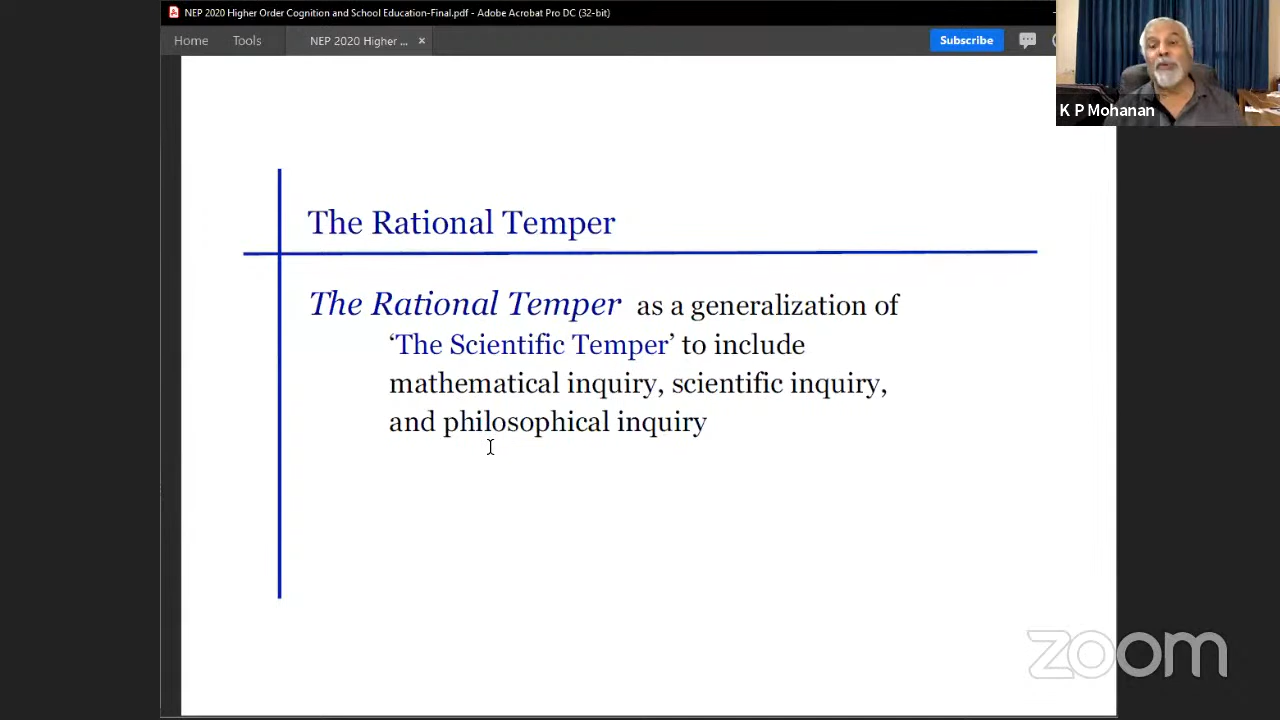 NEP 2020 Higher Order Cognition and School Education-Final.pdf - Adobe Acrobat Pro DC (32-bit)
Home Tools NEP 2020 Higher ... × Subscribe
K P Mohanan
The Rational Temper
The Rational Temper as a generalization of
‘The Scientific Temper’ to include
mathematical inquiry, scientific inquiry,
and philosophical inquiry
zoom